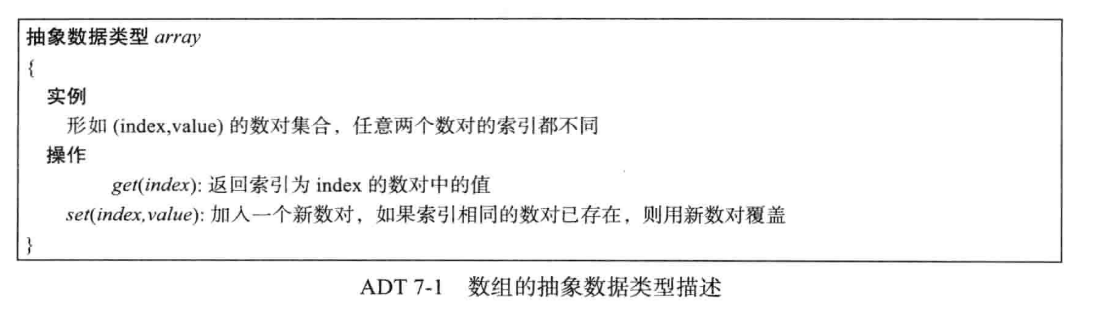 抽象数据类型 array
{
实例
形如 (index,value) 的数对集合，任意两个数对的索引都不同
操作
get(index): 返回索引为 index 的数对中的值
set(index,value): 加入一个新数对，如果索引相同的数对已存在，则用新数对覆盖
}
ADT 7-1 数组的抽象数据类型描述